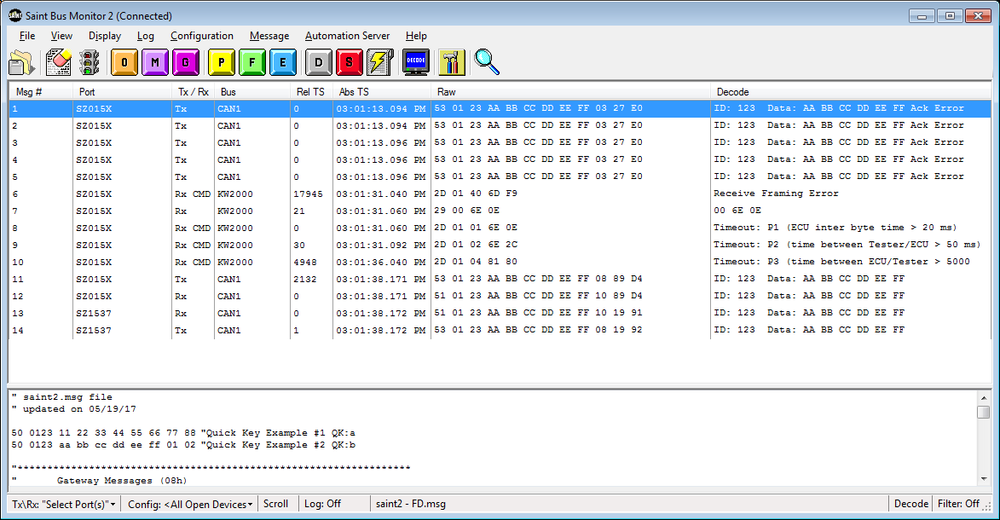 SAINT Saint Bus Monitor 2 (Connected)
File View Display Log Configuration Message Automation Server Help
O M G P F E D S DECODE
Msg # Port Tx / Rx Bus Rel TS Abs TS Raw Decode
1 SZ015X Tx CAN1 0 03:01:13.094 PM 53 01 23 AA BB CC DD EE FF 03 27 E0 ID: 123 Data: AA BB CC DD EE FF Ack Error
2 SZ015X Tx CAN1 0 03:01:13.094 PM 53 01 23 AA BB CC DD EE FF 03 27 E0 ID: 123 Data: AA BB CC DD EE FF Ack Error
3 SZ015X Tx CAN1 0 03:01:13.096 PM 53 01 23 AA BB CC DD EE FF 03 27 E0 ID: 123 Data: AA BB CC DD EE FF Ack Error
4 SZ015X Tx CAN1 0 03:01:13.096 PM 53 01 23 AA BB CC DD EE FF 03 27 E0 ID: 123 Data: AA BB CC DD EE FF Ack Error
5 SZ015X Tx CAN1 0 03:01:13.096 PM 53 01 23 AA BB CC DD EE FF 03 27 E0 ID: 123 Data: AA BB CC DD EE FF Ack Error
6 SZ015X Rx CMD KW2000 17945 03:01:31.040 PM 2D 01 40 6D F9 Receive Framing Error
7 SZ015X Rx KW2000 21 03:01:31.060 PM 29 00 6E 0E 00 6E 0E
8 SZ015X Rx CMD KW2000 0 03:01:31.060 PM 2D 01 01 6E 0E Timeout: P1 (ECU inter byte time > 20 ms)
9 SZ015X Rx CMD KW2000 30 03:01:31.092 PM 2D 01 02 6E 2C Timeout: P2 (time between Tester/ECU > 50 ms)
10 SZ015X Rx CMD KW2000 4948 03:01:36.040 PM 2D 01 04 81 80 Timeout: P3 (time between ECU/Tester > 5000
11 SZ015X Tx CAN1 2132 03:01:38.171 PM 53 01 23 AA BB CC DD EE FF 08 89 D4 ID: 123 Data: AA BB CC DD EE FF
12 SZ015X Rx CAN1 0 03:01:38.171 PM 51 01 23 AA BB CC DD EE FF 10 89 D4 ID: 123 Data: AA BB CC DD EE FF
13 SZ1537 Rx CAN1 0 03:01:38.172 PM 51 01 23 AA BB CC DD EE FF 10 19 91 ID: 123 Data: AA BB CC DD EE FF
14 SZ1537 Tx CAN1 1 03:01:38.172 PM 53 01 23 AA BB CC DD EE FF 08 19 92 ID: 123 Data: AA BB CC DD EE FF
" saint2.msg file
" updated on 05/19/17
50 0123 11 22 33 44 55 66 77 88 "Quick Key Example #1 QK:a
50 0123 aa bb cc dd ee ff 01 02 "Quick Key Example #2 QK:b
"******************************************************************
" Gateway Messages (08h)
Tx\Rx: "Select Port(s)" Config: <All Open Devices Scroll Log: Off saint2 - FD.msg Decode Filter: Off